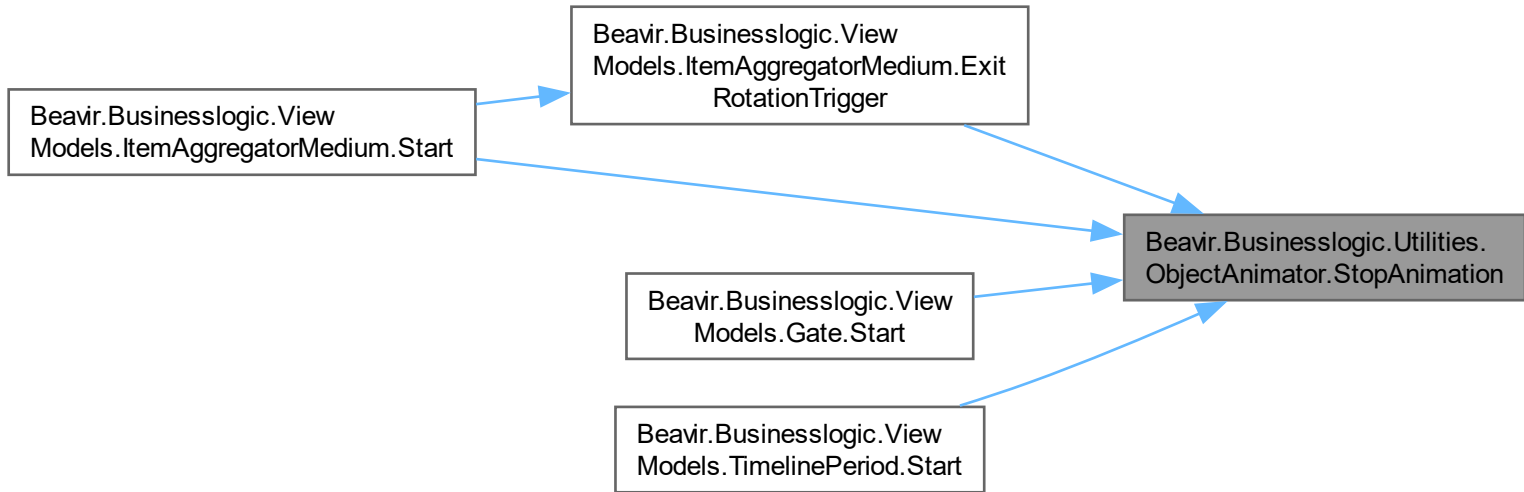 Beavir.Businesslogic.View
Models.ItemAggregatorMedium.Exit
RotationTrigger
Beavir.Businesslogic.View
Models.ItemAggregatorMedium.Start
Beavir.Businesslogic.Utilities.
ObjectAnimator.StopAnimation
Beavir.Businesslogic.View
Models.Gate.Start
Beavir.Businesslogic.View
Models.TimelinePeriod.Start